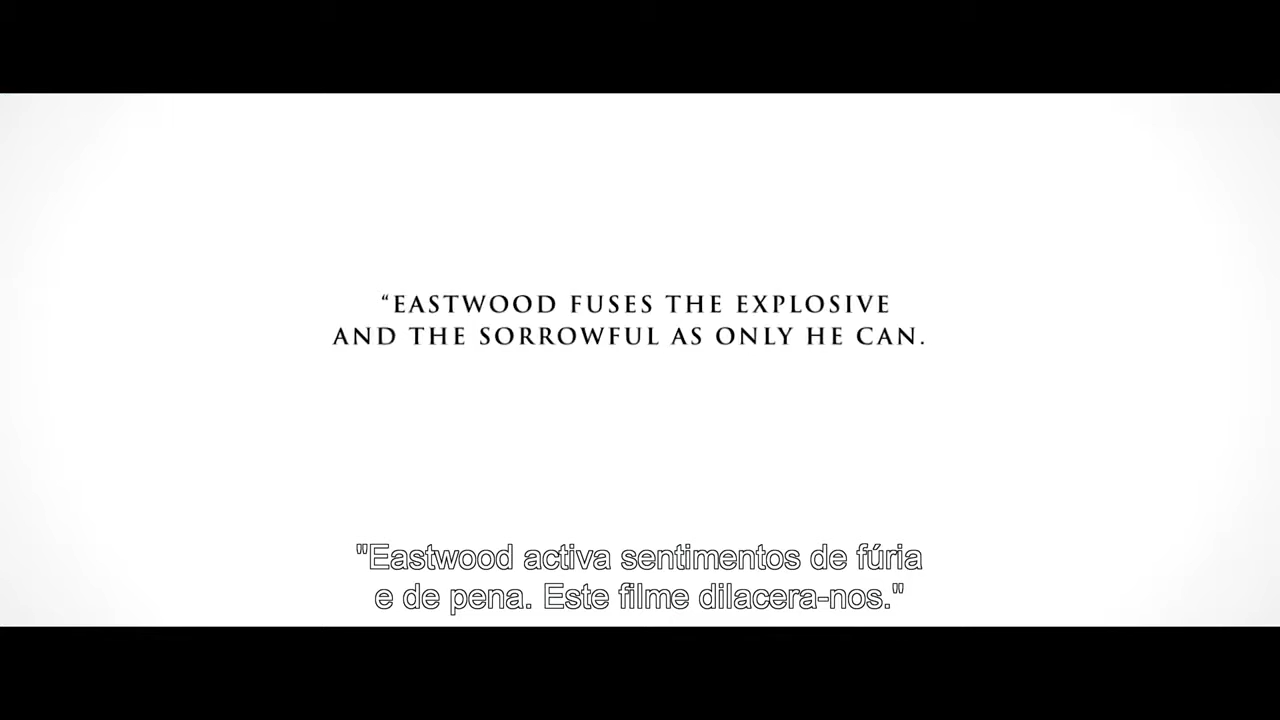 “EASTWOOD FUSES THE EXPLOSIVE
AND THE SORROWFUL AS ONLY HE CAN.
"Eastwood activa sentimentos de fúria
e de pena. Este filme dilacera-nos."